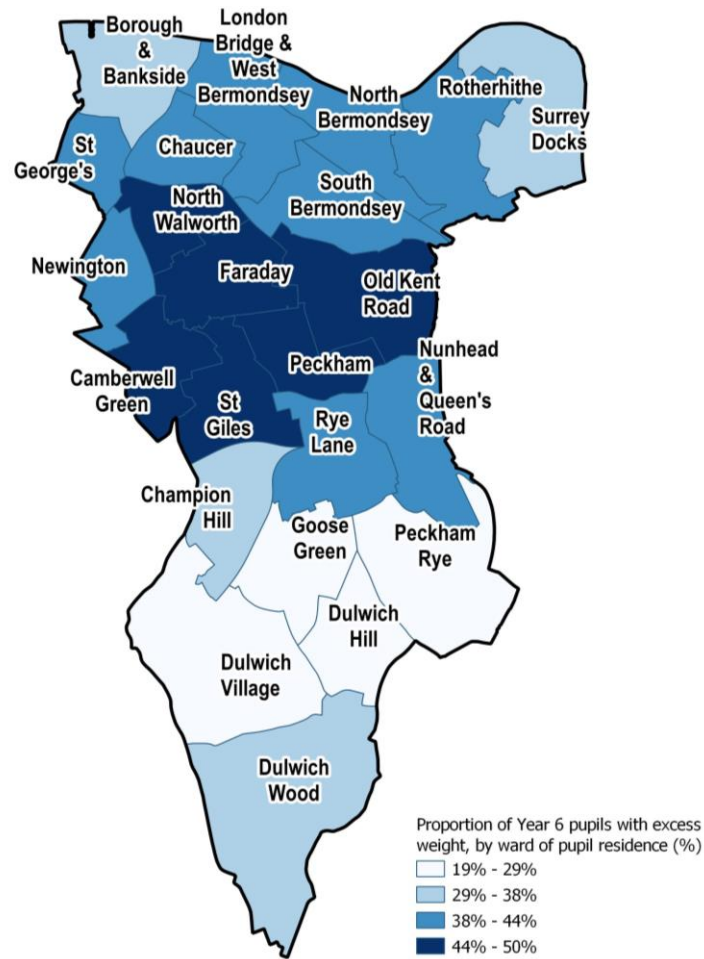 Borough
&
Bankside
London
Bridge &
West
Bermondsey
North
Bermondsey
Rotherhithe
Surrey
Docks
St
George's
Chaucer
South
Bermondsey
North
Walworth
Newington
Faraday
Old Kent
Road
Camberwell
Green
St
Giles
Peckham
Nunhead
&
Queen's
Road
Rye
Lane
Champion
Hill
Goose
Green
Peckham
Rye
Dulwich
Hill
Dulwich
Village
Dulwich
Wood
Proportion of Year 6 pupils with excess
weight, by ward of pupil residence (%)
19% - 29%
29% - 38%
38% - 44%
44% - 50%